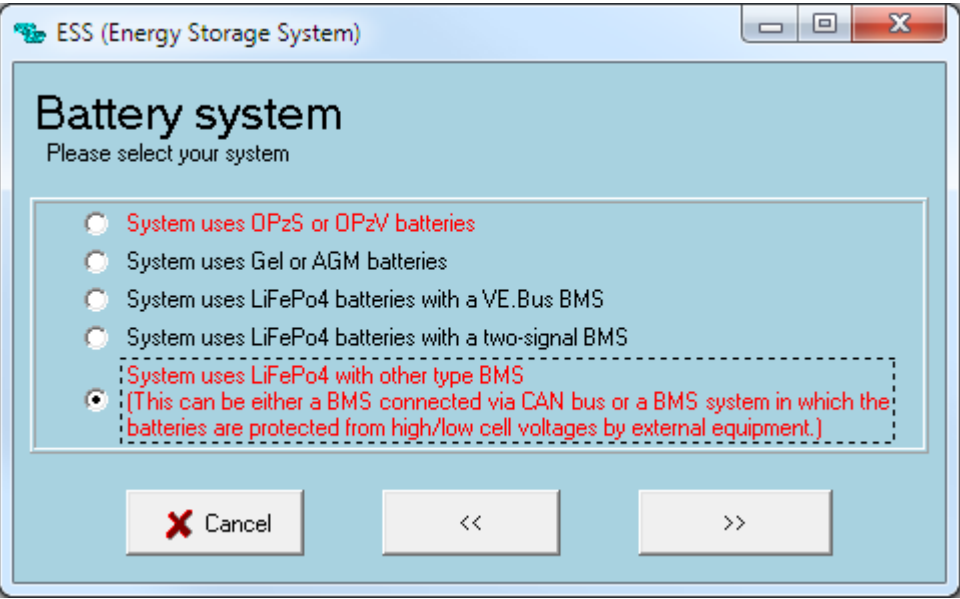 ESS (Energy Storage System)
Battery system
Please select your system
System uses OPzS or OPzV batteries
System uses Gel or AGM batteries
System uses LiFePo4 batteries with a VE.Bus BMS
System uses LiFePo4 batteries with a two-signal BMS
System uses LiFePo4 with other type BMS
(This can be either a BMS connected via CAN bus or a BMS system in which the
batteries are protected from high/low cell voltages by external equipment.)
Cancel
<<
>>